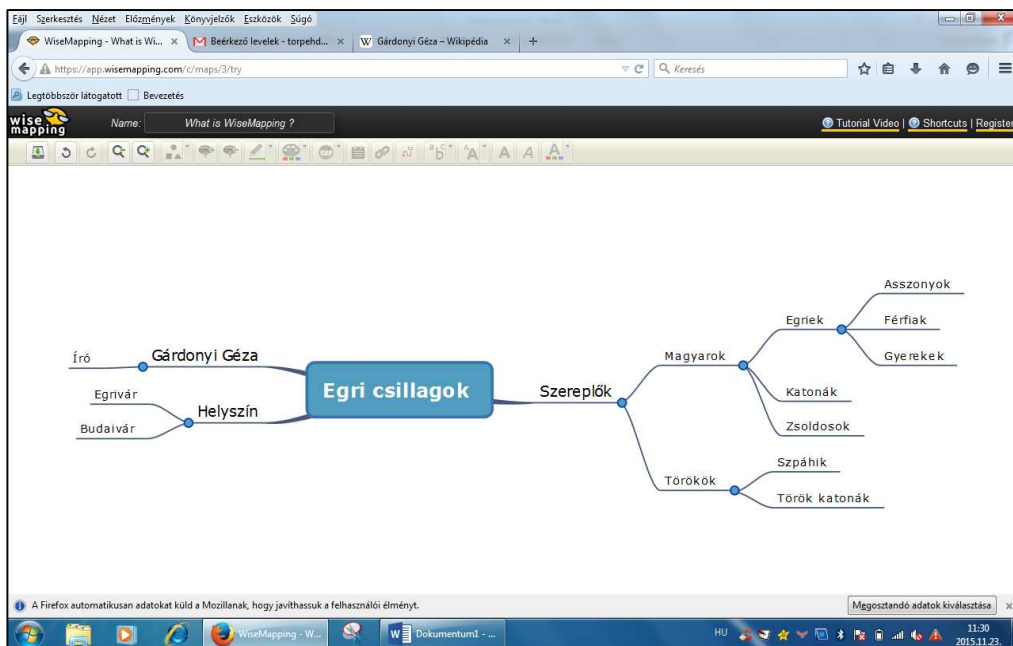 Fájl Szerkesztés Nézet Előzmények Könyvjelzők Eszközök Súgó
WiseMapping - What is Wi... × Beérkező levelek - torpehd... × W Gárdonyi Géza – Wikipédia × +
https://app.wisemapping.com/c/maps/3/try Keresés
Legtöbbször látogatott Bevezetés
wise mapping Name: What is WiseMapping ? Tutorial Video | Shortcuts | Register
Asszonyok
Egriek Férfiak
Író Gárdonyi Géza Magyarok Gyerekek
Egrivár Egri csillagok Szereplők Katonák
Helyszín
Budaivár Zsoldosok
Szpáhik
Törökök
Török katonák
A Firefox automatikusan adatokat küld a Mozillanak, hogy javíthassuk a felhasználói élményt. Megosztandó adatok kiválasztása ×
WiseMapping - W... Dokumentum1 - ... HU 11:30
2015.11.23.